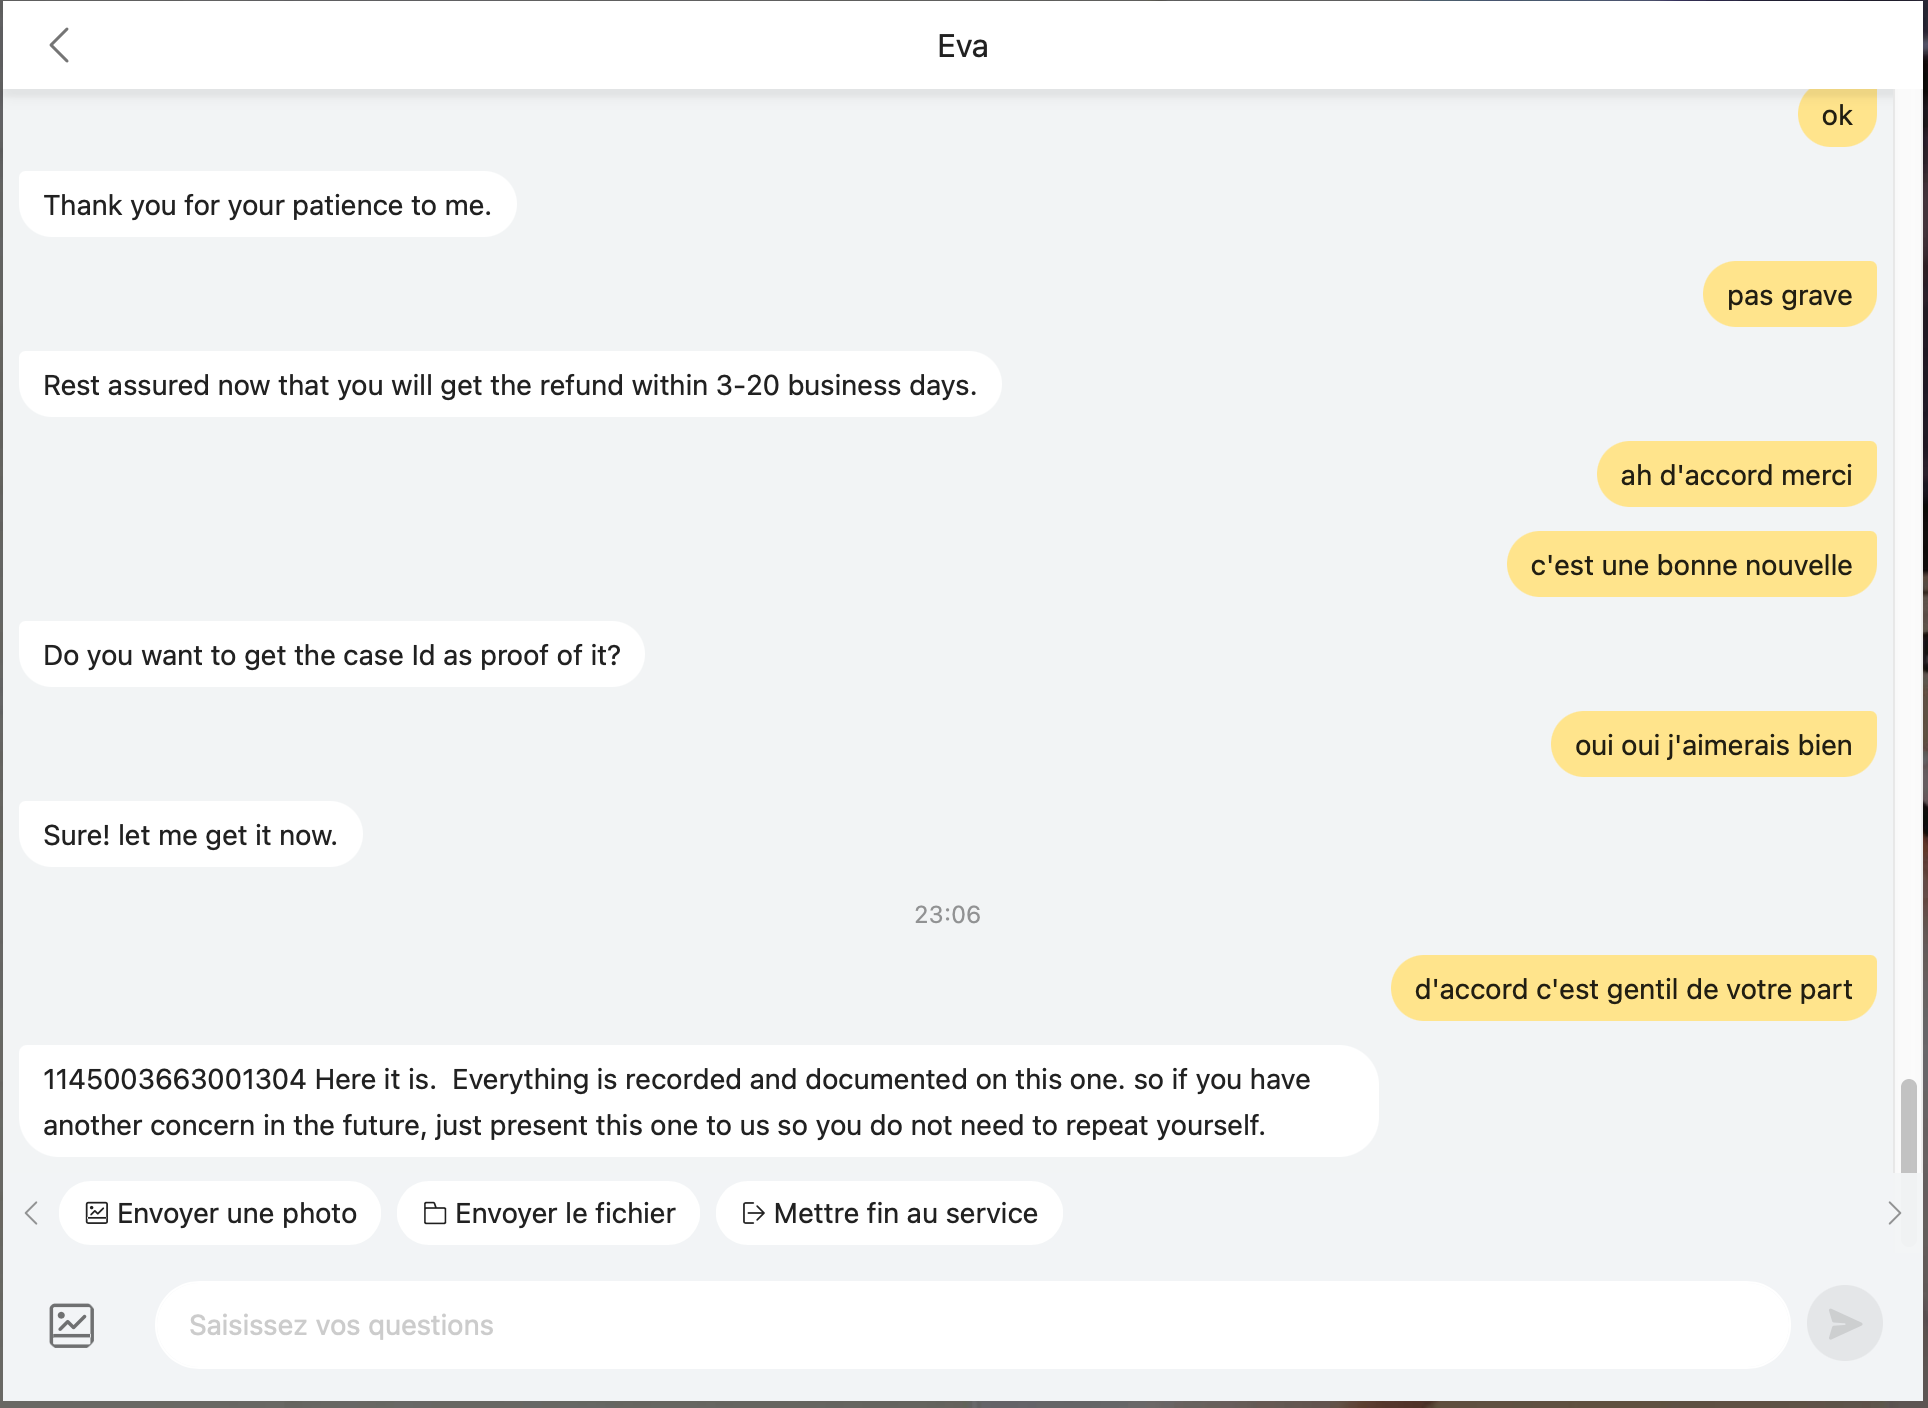 Eva
ok
Thank you for your patience to me.
pas grave
Rest assured now that you will get the refund within 3-20 business days.
ah d'accord merci
c'est une bonne nouvelle
Do you want to get the case Id as proof of it?
oui oui j'aimerais bien
Sure! let me get it now.
23:06
d'accord c'est gentil de votre part
1145003663001304 Here it is.  Everything is recorded and documented on this one. so if you have
another concern in the future, just present this one to us so you do not need to repeat yourself.
Envoyer une photo Envoyer le fichier Mettre fin au service
Saisissez vos questions